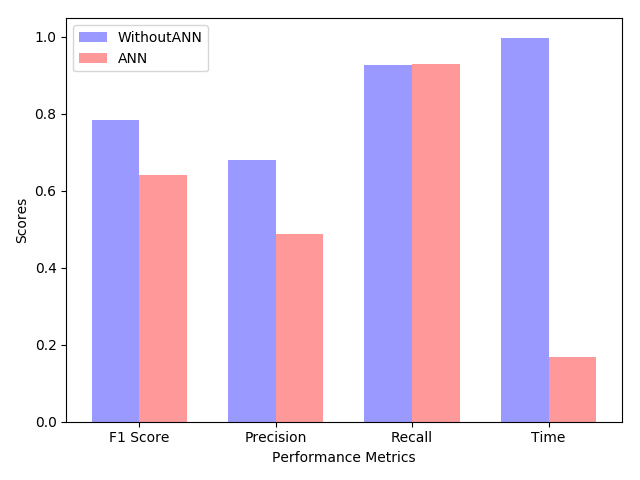 WithoutANN
ANN
1.0
0.8
0.6
0.4
0.2
0.0
Scores
F1 Score
Precision
Recall
Time
Performance Metrics